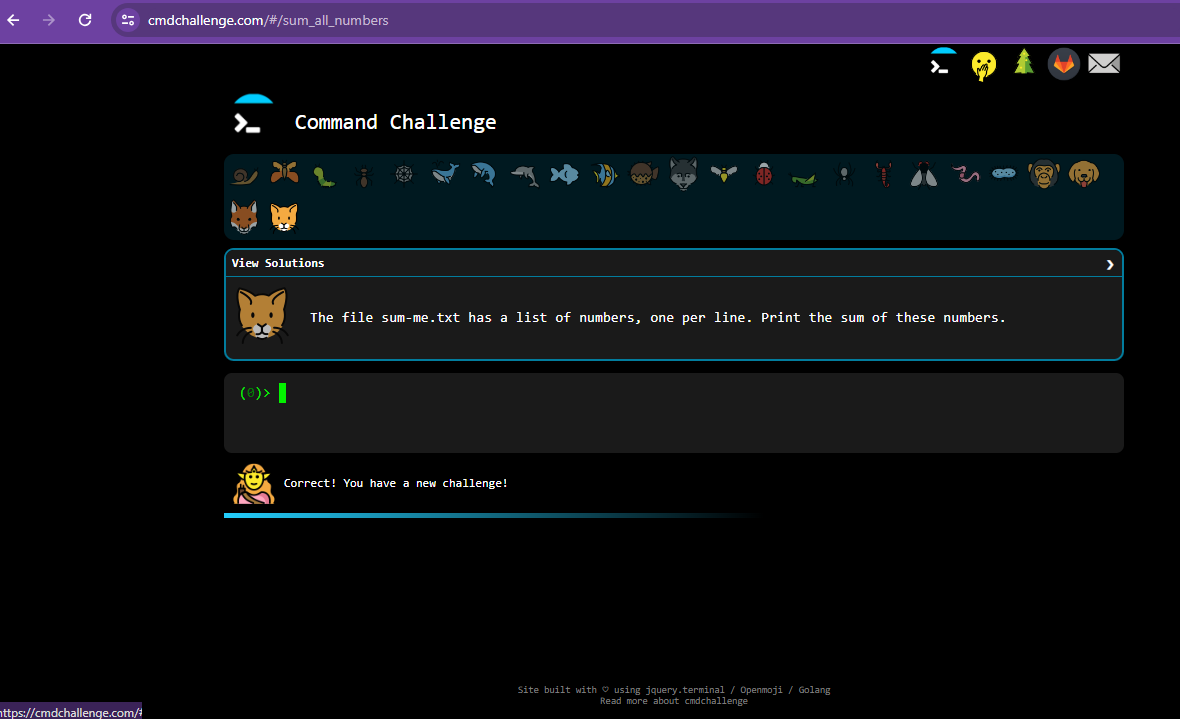 cmdchallenge.com/#/sum_all_numbers
Command Challenge
View Solutions
The file sum-me.txt has a list of numbers, one per line. Print the sum of these numbers.
(0)>
Correct! You have a new challenge!
Site built with ♡ using jquery.terminal / Openmoji / Golang
Read more about cmdchallenge
https://cmdchallenge.com/#